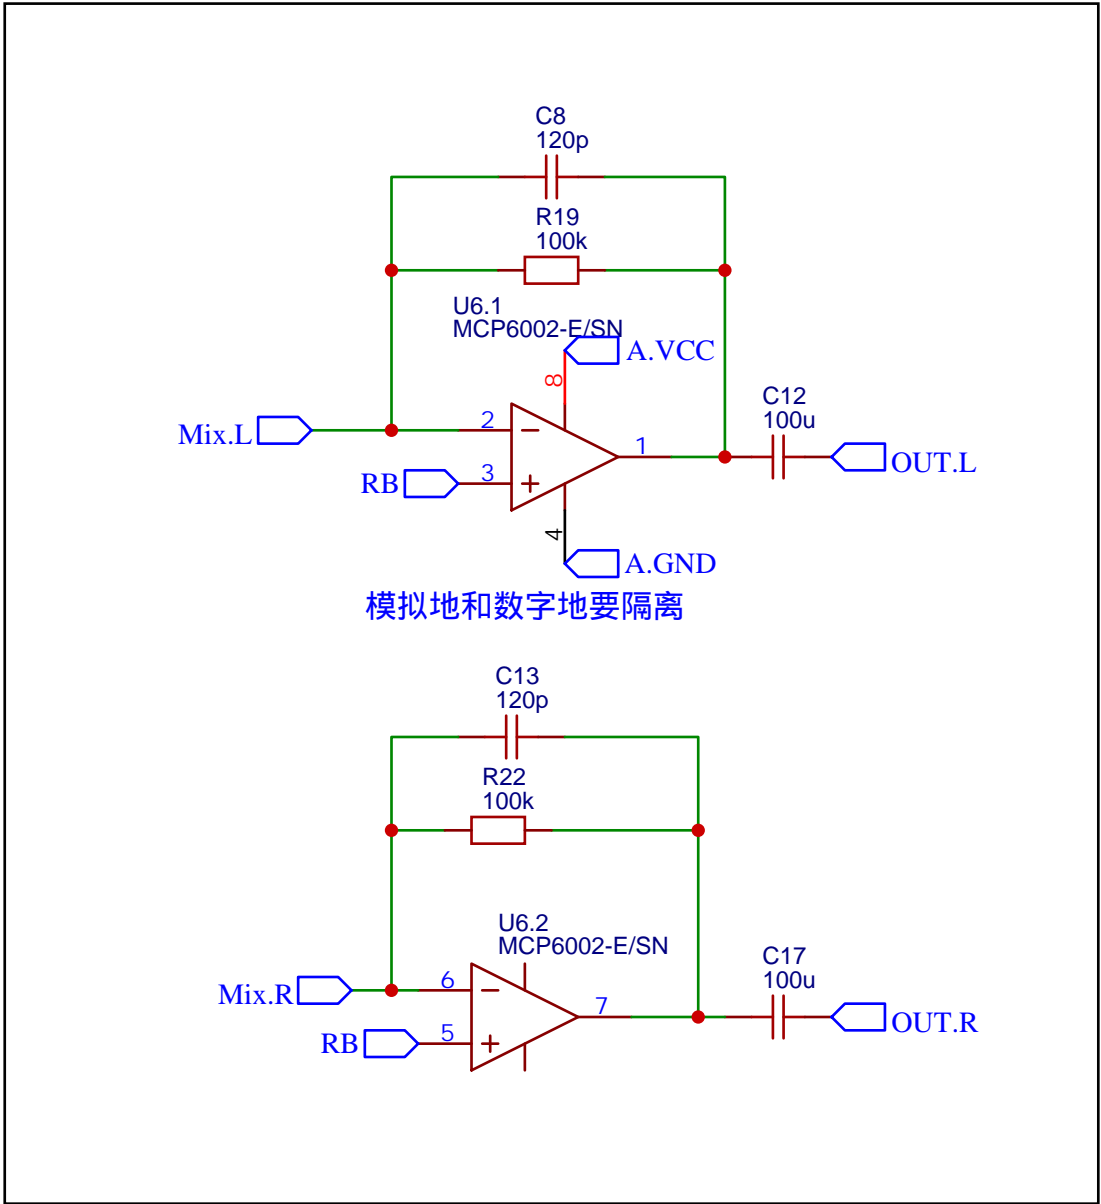 C8
120p
R19
100k
U6.1
MCP6002-E/SN
A.VCC
8
C12
100u
Mix.L
2
1
OUT.L
RB
3
4
A.GND
模拟地和数字地要隔离
C13
120p
R22
100k
U6.2
MCP6002-E/SN
C17
100u
Mix.R
6
7
OUT.R
RB
5